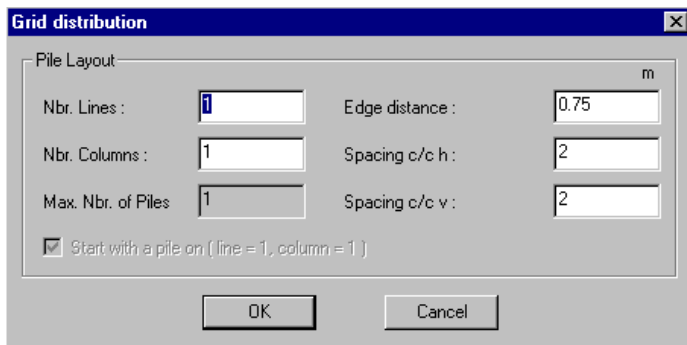 Grid distribution
Pile Layout
m
Nbr. Lines : 1 Edge distance : 0.75
Nbr. Columns : 1 Spacing c/c h : 2
Max. Nbr. of Piles 1 Spacing c/c v : 2
Start with a pile on ( line = 1, column = 1 )
OK Cancel